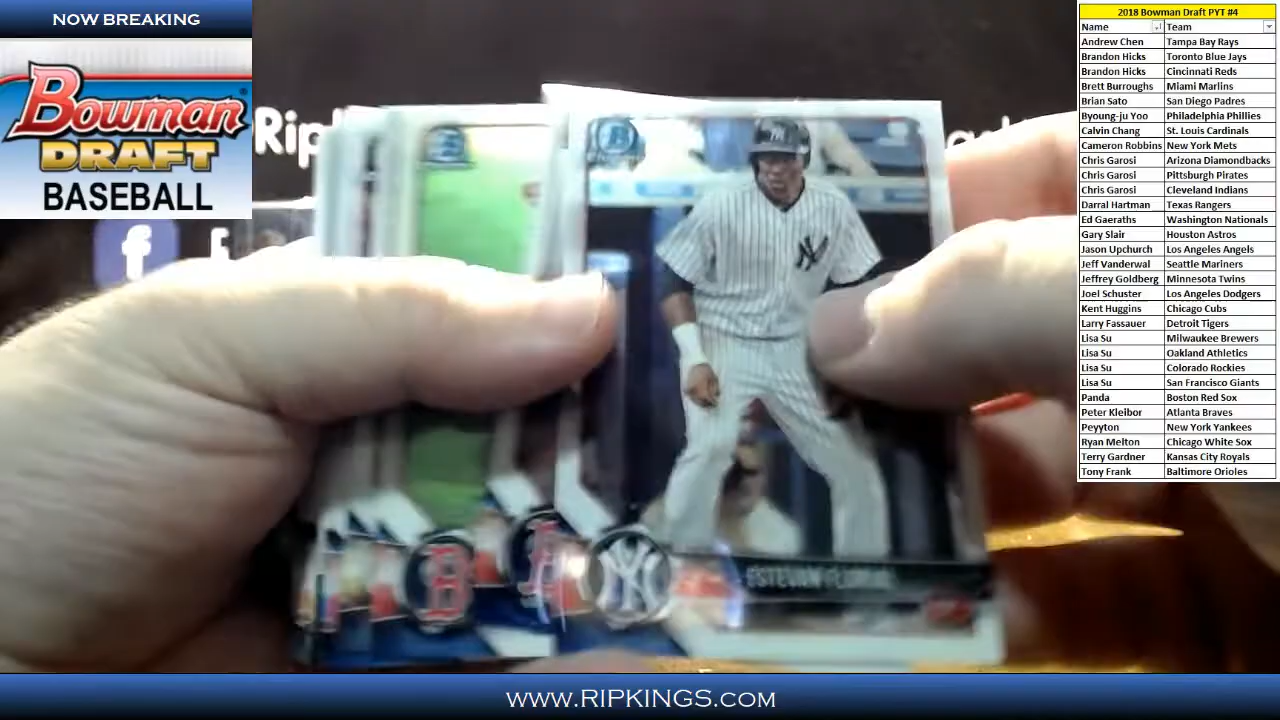 NOW BREAKING
Bowman
DRAFT
BASEBALL
Rip
f
f
B
NY
NY
ESTEVAN
2018 Bowman Draft PYT #4
Name Team
Andrew Chen Tampa Bay Rays
Brandon Hicks Toronto Blue Jays
Brandon Hicks Cincinnati Reds
Brett Burroughs Miami Marlins
Brian Sato San Diego Padres
Byoung-ju Yoo Philadelphia Phillies
Calvin Chang St. Louis Cardinals
Cameron Robbins New York Mets
Chris Garosi Arizona Diamondbacks
Chris Garosi Pittsburgh Pirates
Chris Garosi Cleveland Indians
Darral Hartman Texas Rangers
Ed Gaeraths Washington Nationals
Gary Slair Houston Astros
Jason Upchurch Los Angeles Angels
Jeff Vanderwal Seattle Mariners
Jeffrey Goldberg Minnesota Twins
Joel Schuster Los Angeles Dodgers
Kent Huggins Chicago Cubs
Larry Fassauer Detroit Tigers
Lisa Su Milwaukee Brewers
Lisa Su Oakland Athletics
Lisa Su Colorado Rockies
Lisa Su San Francisco Giants
Panda Boston Red Sox
Peter Kleibor Atlanta Braves
Peyyton New York Yankees
Ryan Melton Chicago White Sox
Terry Gardner Kansas City Royals
Tony Frank Baltimore Orioles
WWW.RIPKINGS.COM